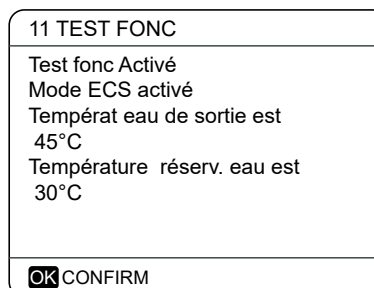 11 TEST FONC
Test fonc Activé
Mode ECS activé
Températ eau de sortie est
45°C
Température réserv. eau est
30°C
OK CONFIRM